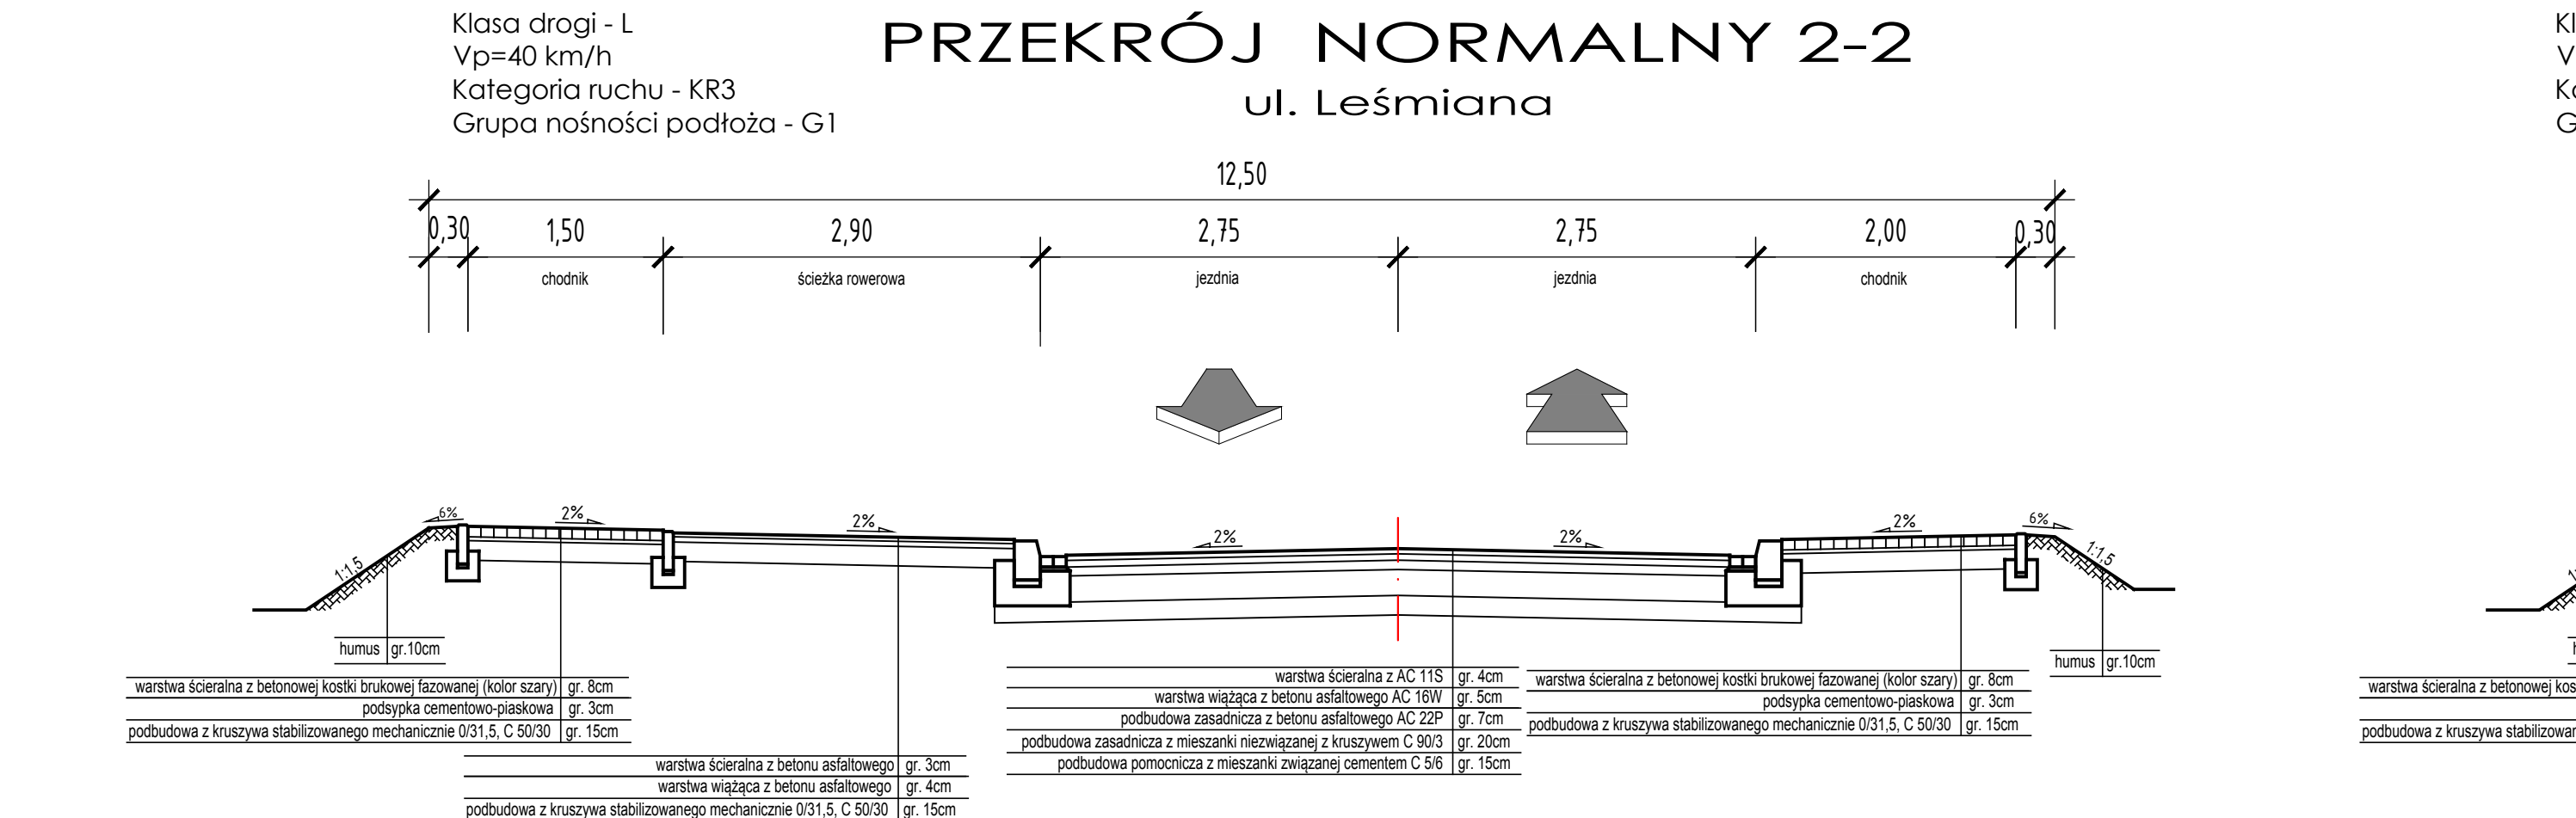 Klasa drogi - L
Vp=40 km/h
Kategoria ruchu - KR3
Grupa nośności podłoża - G1
PRZEKRÓJ NORMALNY 2-2
ul. Leśmiana
12,50
0,30 1,50 2,90 2,75 2,75 2,00 0,30
chodnik ścieżka rowerowa jezdnia jezdnia chodnik
6% 2% 2% 2% 2% 2% 6%
1:1,5 1:1,5
humus gr.10cm
warstwa ścieralna z betonowej kostki brukowej fazowanej (kolor szary) gr. 8cm
podsypka cementowo-piaskowa gr. 3cm
podbudowa z kruszywa stabilizowanego mechanicznie 0/31,5, C 50/30 gr. 15cm
warstwa ścieralna z betonu asfaltowego gr. 3cm
warstwa wiążąca z betonu asfaltowego gr. 4cm
podbudowa z kruszywa stabilizowanego mechanicznie 0/31,5, C 50/30 gr. 15cm
warstwa ścieralna z AC 11S gr. 4cm
warstwa wiążąca z betonu asfaltowego AC 16W gr. 5cm
podbudowa zasadnicza z betonu asfaltowego AC 22P gr. 7cm
podbudowa zasadnicza z mieszanki niezwiązanej z kruszywem C 90/3 gr. 20cm
podbudowa pomocnicza z mieszanki związanej cementem C 5/6 gr. 15cm
warstwa ścieralna z betonowej kostki brukowej fazowanej (kolor szary) gr. 8cm
podsypka cementowo-piaskowa gr. 3cm
podbudowa z kruszywa stabilizowanego mechanicznie 0/31,5, C 50/30 gr. 15cm
humus gr.10cm
Kl
V
G
warstwa ścieralna z betonowej kos
podbudowa z kruszywa stabilizowan